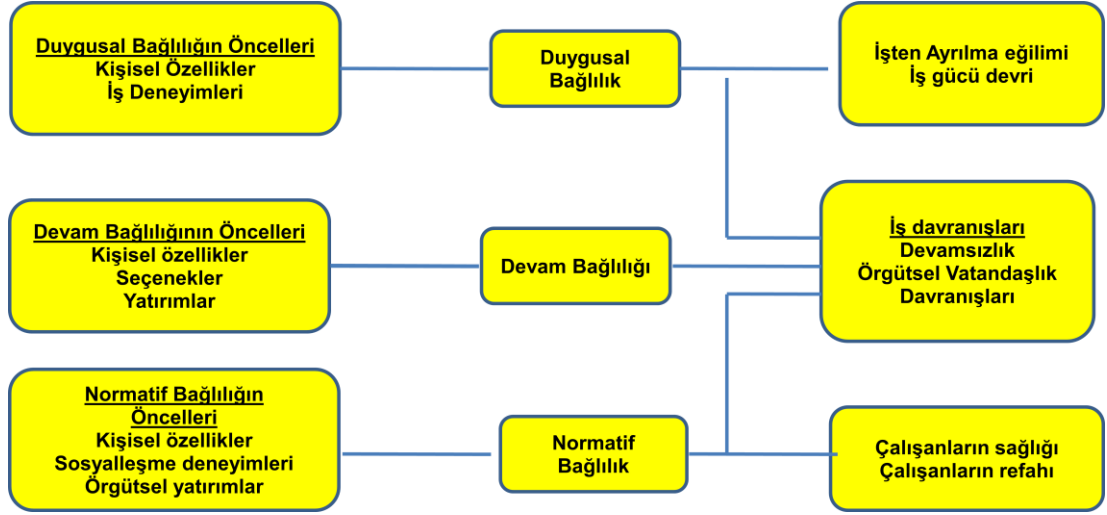 Duygusal Bağlılığın Öncelleri
Kişisel Özellikler
İş Deneyimleri
Duygusal
Bağlılık
İşten Ayrılma eğilimi
İş gücü devri
Devam Bağlılığının Öncelleri
Kişisel özellikler
Seçenekler
Yatırımlar
Devam Bağlılığı
İş davranışları
Devamsızlık
Örgütsel Vatandaşlık
Davranışları
Normatif Bağlılığın
Öncelleri
Kişisel özellikler
Sosyalleşme deneyimleri
Örgütsel yatırımlar
Normatif
Bağlılık
Çalışanların sağlığı
Çalışanların refahı